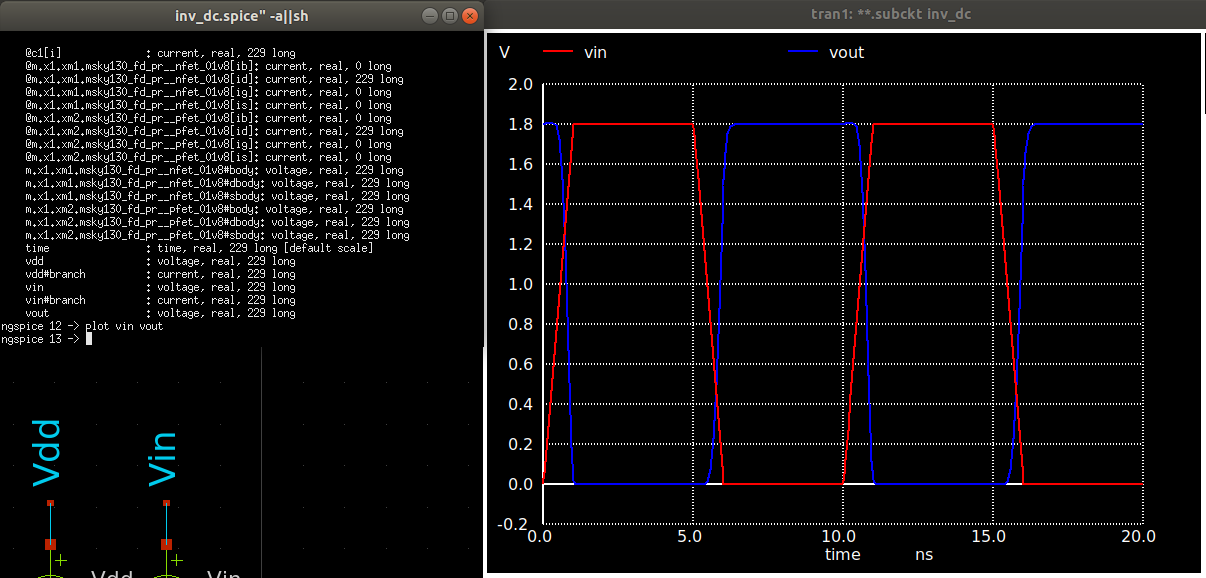 inv_dc.spice" -a||sh
@c1[i] : current, real, 229 long
@m.x1.xm1.msky130_fd_pr__nfet_01v8[ib]: current, real, 0 long
@m.x1.xm1.msky130_fd_pr__nfet_01v8[id]: current, real, 229 long
@m.x1.xm1.msky130_fd_pr__nfet_01v8[ig]: current, real, 0 long
@m.x1.xm1.msky130_fd_pr__nfet_01v8[is]: current, real, 0 long
@m.x1.xm2.msky130_fd_pr__pfet_01v8[ib]: current, real, 0 long
@m.x1.xm2.msky130_fd_pr__pfet_01v8[id]: current, real, 229 long
@m.x1.xm2.msky130_fd_pr__pfet_01v8[ig]: current, real, 0 long
@m.x1.xm2.msky130_fd_pr__pfet_01v8[is]: current, real, 0 long
m.x1.xm1.msky130_fd_pr__nfet_01v8#body: voltage, real, 229 long
m.x1.xm1.msky130_fd_pr__nfet_01v8#dbody: voltage, real, 229 long
m.x1.xm1.msky130_fd_pr__nfet_01v8#sbody: voltage, real, 229 long
m.x1.xm2.msky130_fd_pr__pfet_01v8#body: voltage, real, 229 long
m.x1.xm2.msky130_fd_pr__pfet_01v8#dbody: voltage, real, 229 long
m.x1.xm2.msky130_fd_pr__pfet_01v8#sbody: voltage, real, 229 long
time : time, real, 229 long [default scale]
vdd : voltage, real, 229 long
vdd#branch : current, real, 229 long
vin : voltage, real, 229 long
vin#branch : current, real, 229 long
vout : voltage, real, 229 long
ngspice 12 -> plot vin vout
ngspice 13 ->
Vdd
Vin
+
+
Vdd
Vin
tran1: **.subckt inv_dc
V
vin
vout
2.0
1.8
1.6
1.4
1.2
1.0
0.8
0.6
0.4
0.2
0.0
-0.2
0.0
5.0
10.0
15.0
20.0
time
ns